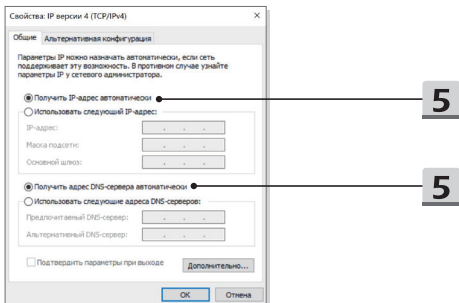 Свойства: IP версии 4 (TCP/IPv4)
Общие Альтернативная конфигурация
Параметры IP можно назначать автоматически, если сеть
поддерживает эту возможность. В противном случае узнайте
параметры IP у сетевого администратора.
Получить IP-адрес автоматически
5
Использовать следующий IP-адрес:
IP-адрес:
Маска подсети:
Основной шлюз:
Получить адрес DNS-сервера автоматически
5
Использовать следующие адреса DNS-серверов:
Предпочитаемый DNS-сервер:
Альтернативный DNS-сервер:
Подтвердить параметры при выходе
Дополнительно...
ОК Отмена